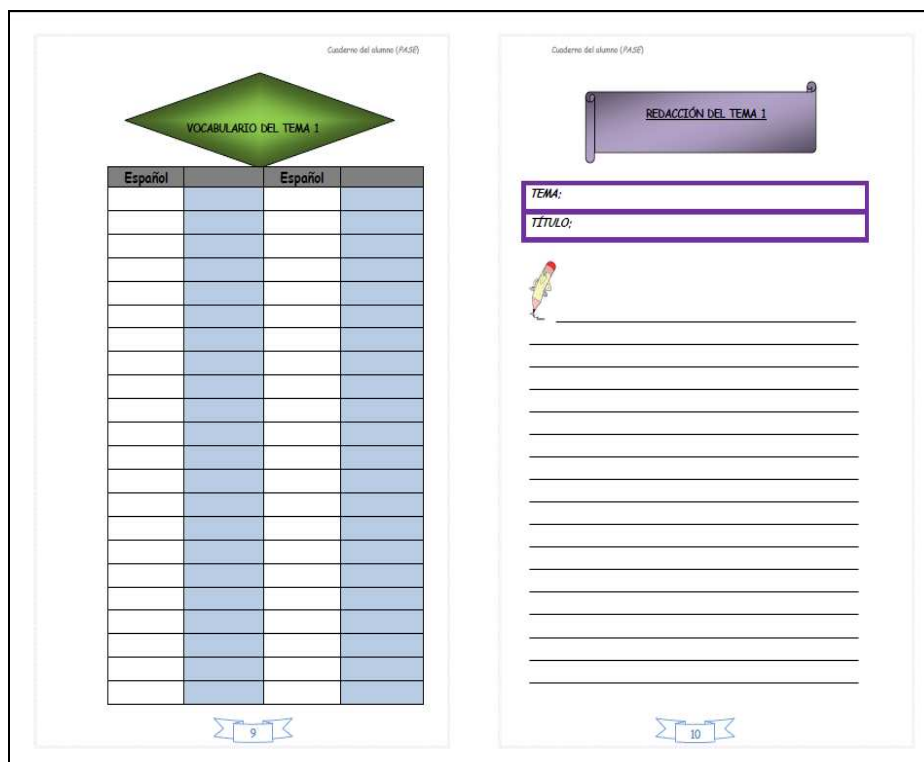 Cuaderno del alumno (PASE)
VOCABULARIO DEL TEMA 1
Español Español
9
Cuaderno del alumno (PASE)
REDACCIÓN DEL TEMA 1
TEMA:
TÍTULO:
10